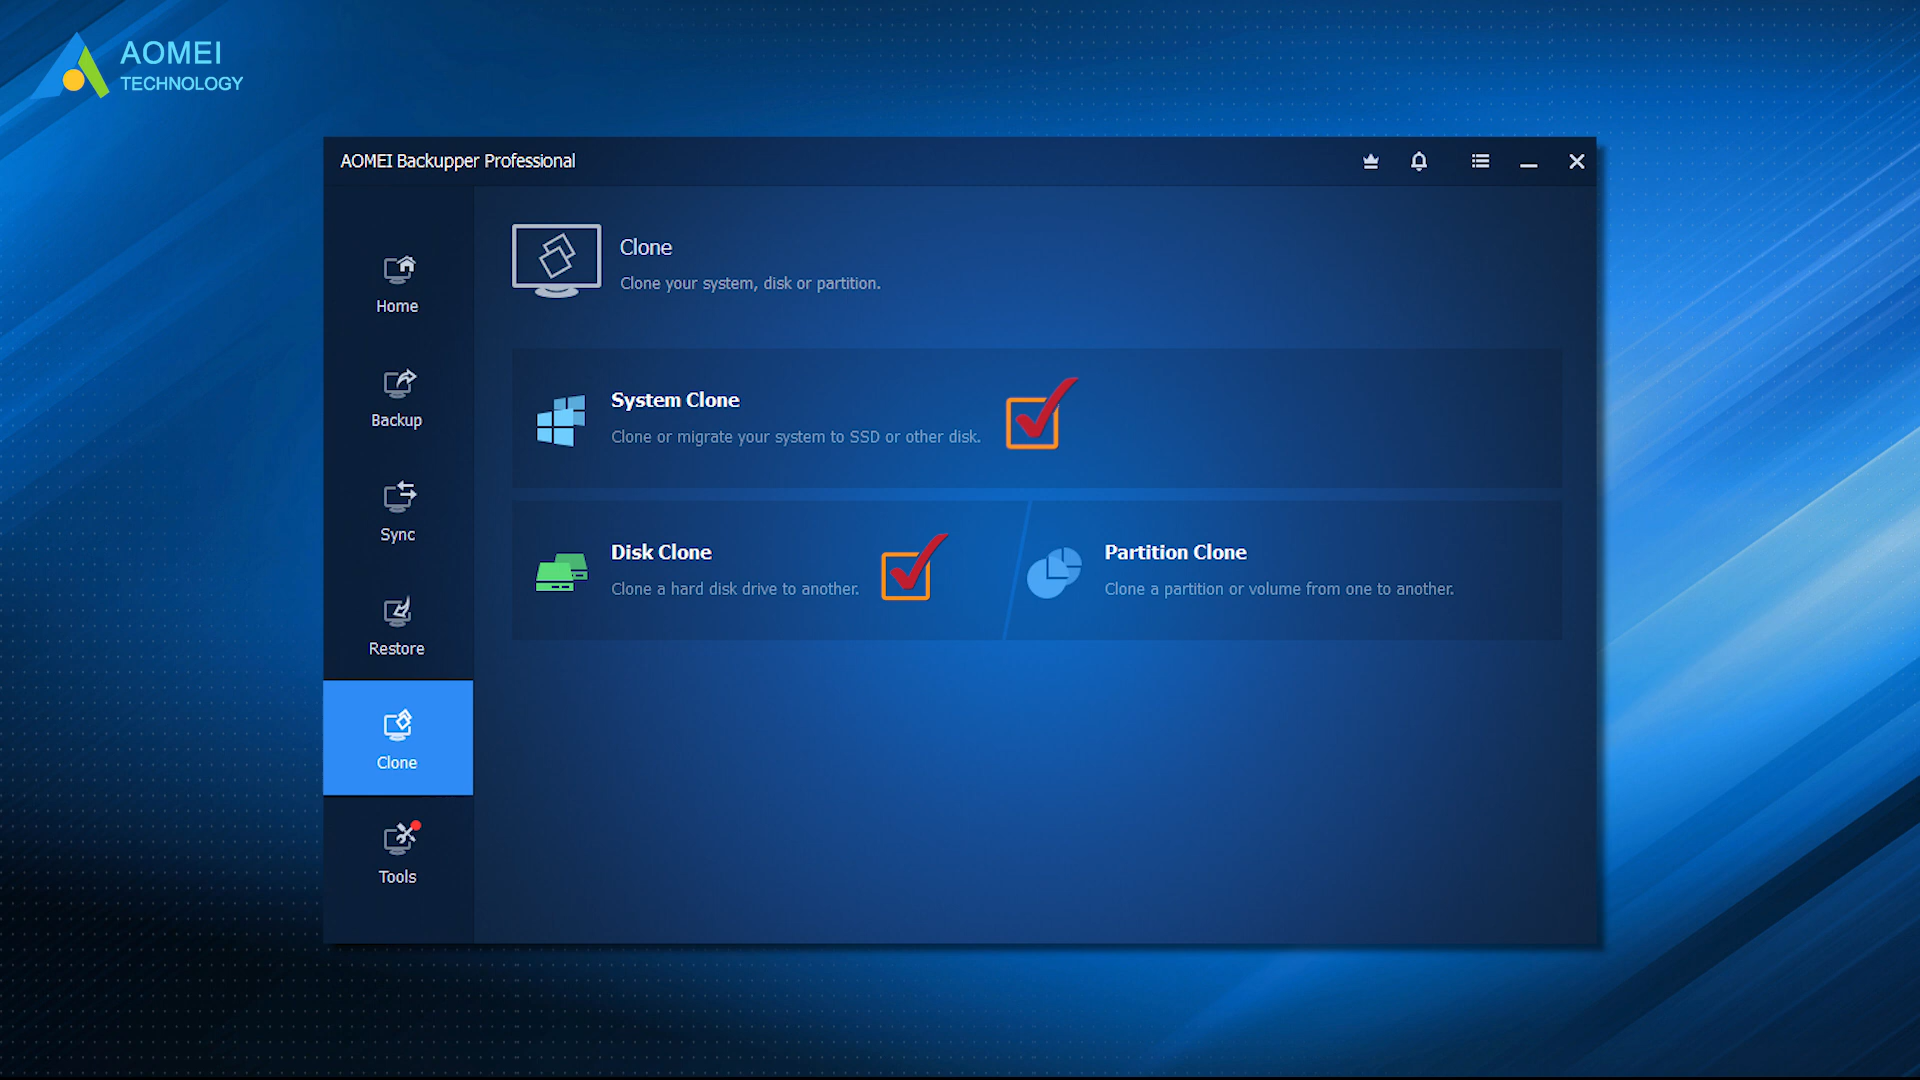 AOMEI
TECHNOLOGY
AOMEI Backupper Professional
Home
Backup
Sync
Restore
Clone
Tools
Clone
Clone your system, disk or partition.
System Clone
Clone or migrate your system to SSD or other disk.
Disk Clone
Clone a hard disk drive to another.
Partition Clone
Clone a partition or volume from one to another.